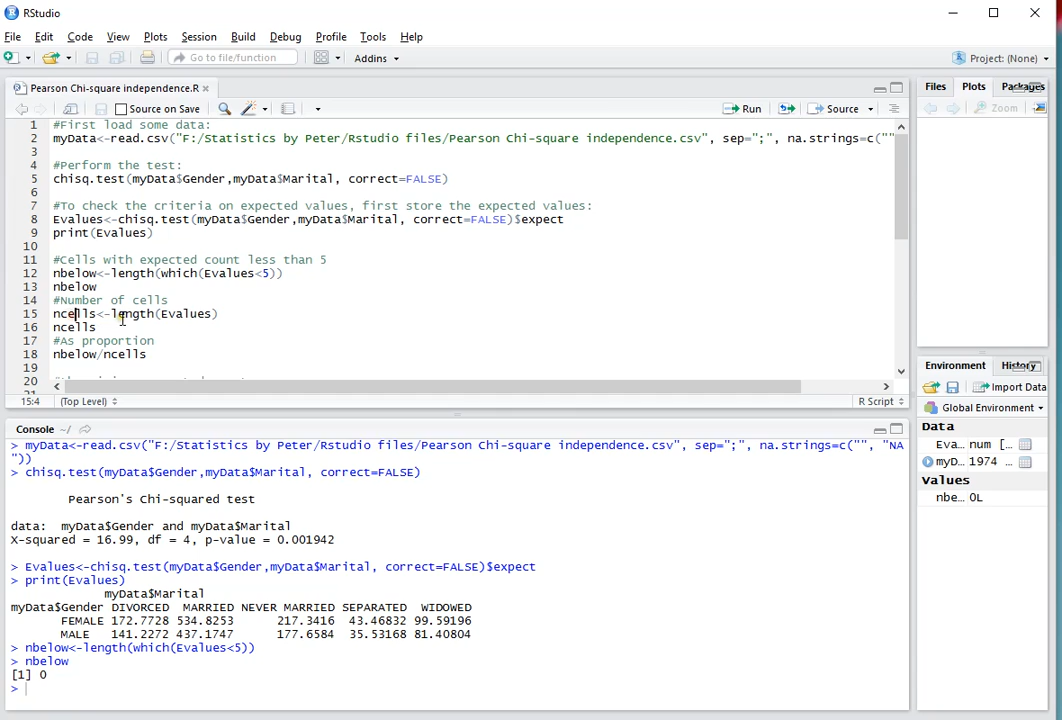 RStudio
File Edit Code View Plots Session Build Debug Profile Tools Help
Go to file/function Addins Project: (None)
Pearson Chi-square independence.R
Source on Save Run Source
1 #First load some data:
2 myData<-read.csv("F:/Statistics by Peter/Rstudio files/Pearson Chi-square independence.csv", sep=";", na.strings=c(""
3
4 #Perform the test:
5 chisq.test(myData$Gender,myData$Marital, correct=FALSE)
6
7 #To check the criteria on expected values, first store the expected values:
8 Evalues<-chisq.test(myData$Gender,myData$Marital, correct=FALSE)$expect
9 print(Evalues)
10
11 #Cells with expected count less than 5
12 nbelow<-length(which(Evalues<5))
13 nbelow
14 #Number of cells
15 ncells<-length(Evalues)
16 ncells
17 #As proportion
18 nbelow/ncells
19
20
15:4 (Top Level) R Script
Console ~/
> myData<-read.csv("F:/Statistics by Peter/Rstudio files/Pearson Chi-square independence.csv", sep=";", na.strings=c("", "NA
"))
> chisq.test(myData$Gender,myData$Marital, correct=FALSE)
Pearson's Chi-squared test
data: myData$Gender and myData$Marital
X-squared = 16.99, df = 4, p-value = 0.001942
> Evalues<-chisq.test(myData$Gender,myData$Marital, correct=FALSE)$expect
> print(Evalues)
myData$Marital
myData$Gender DIVORCED MARRIED NEVER MARRIED SEPARATED WIDOWED
FEMALE 172.7728 534.8253 217.3416 43.46832 99.59196
MALE 141.2272 437.1747 177.6584 35.53168 81.40804
> nbelow<-length(which(Evalues<5))
> nbelow
[1] 0
>
Files Plots Packages
Zoom
Environment History
Import Data
Global Environment
Data
Eva... num [...
myD... 1974 ...
Values
nbe... 0L